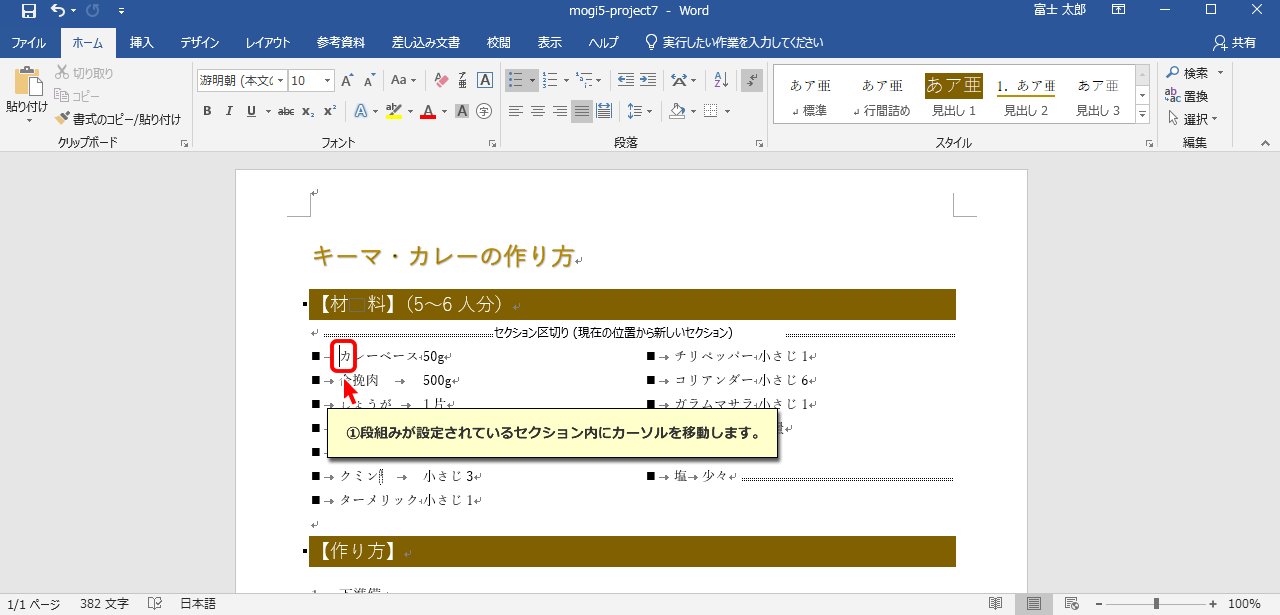 mogi5-project7 - Word
富士 太郎
ファイル ホーム 挿入 デザイン レイアウト 参考資料 差し込み文書 校閲 表示 ヘルプ 実行したい作業を入力してください 共有
貼り付け
切り取り
コピー
書式のコピー/貼り付け
クリップボード
游明朝 (本文の 10 Aa
B I U abc x₂ x² A
フォント
段落
あア亜 あア亜 あア亜 1. あア亜 あア亜
標準 行間詰め 見出し 1 見出し 2 見出し 3
スタイル
検索
置換
選択
編集
キーマ・カレーの作り方
【材□料】（5～6 人分）
セクション区切り (現在の位置から新しいセクション)
カレーベース 50g
チリペッパー 小さじ 1
挽肉 500g
コリアンダー 小さじ 6
しょうが 1 片
ガラムマサラ 小さじ 1
①段組みが設定されているセクション内にカーソルを移動します。
クミン 小さじ 3
塩 少々
ターメリック 小さじ 1
【作り方】
1/1 ページ 382 文字 日本語 100%